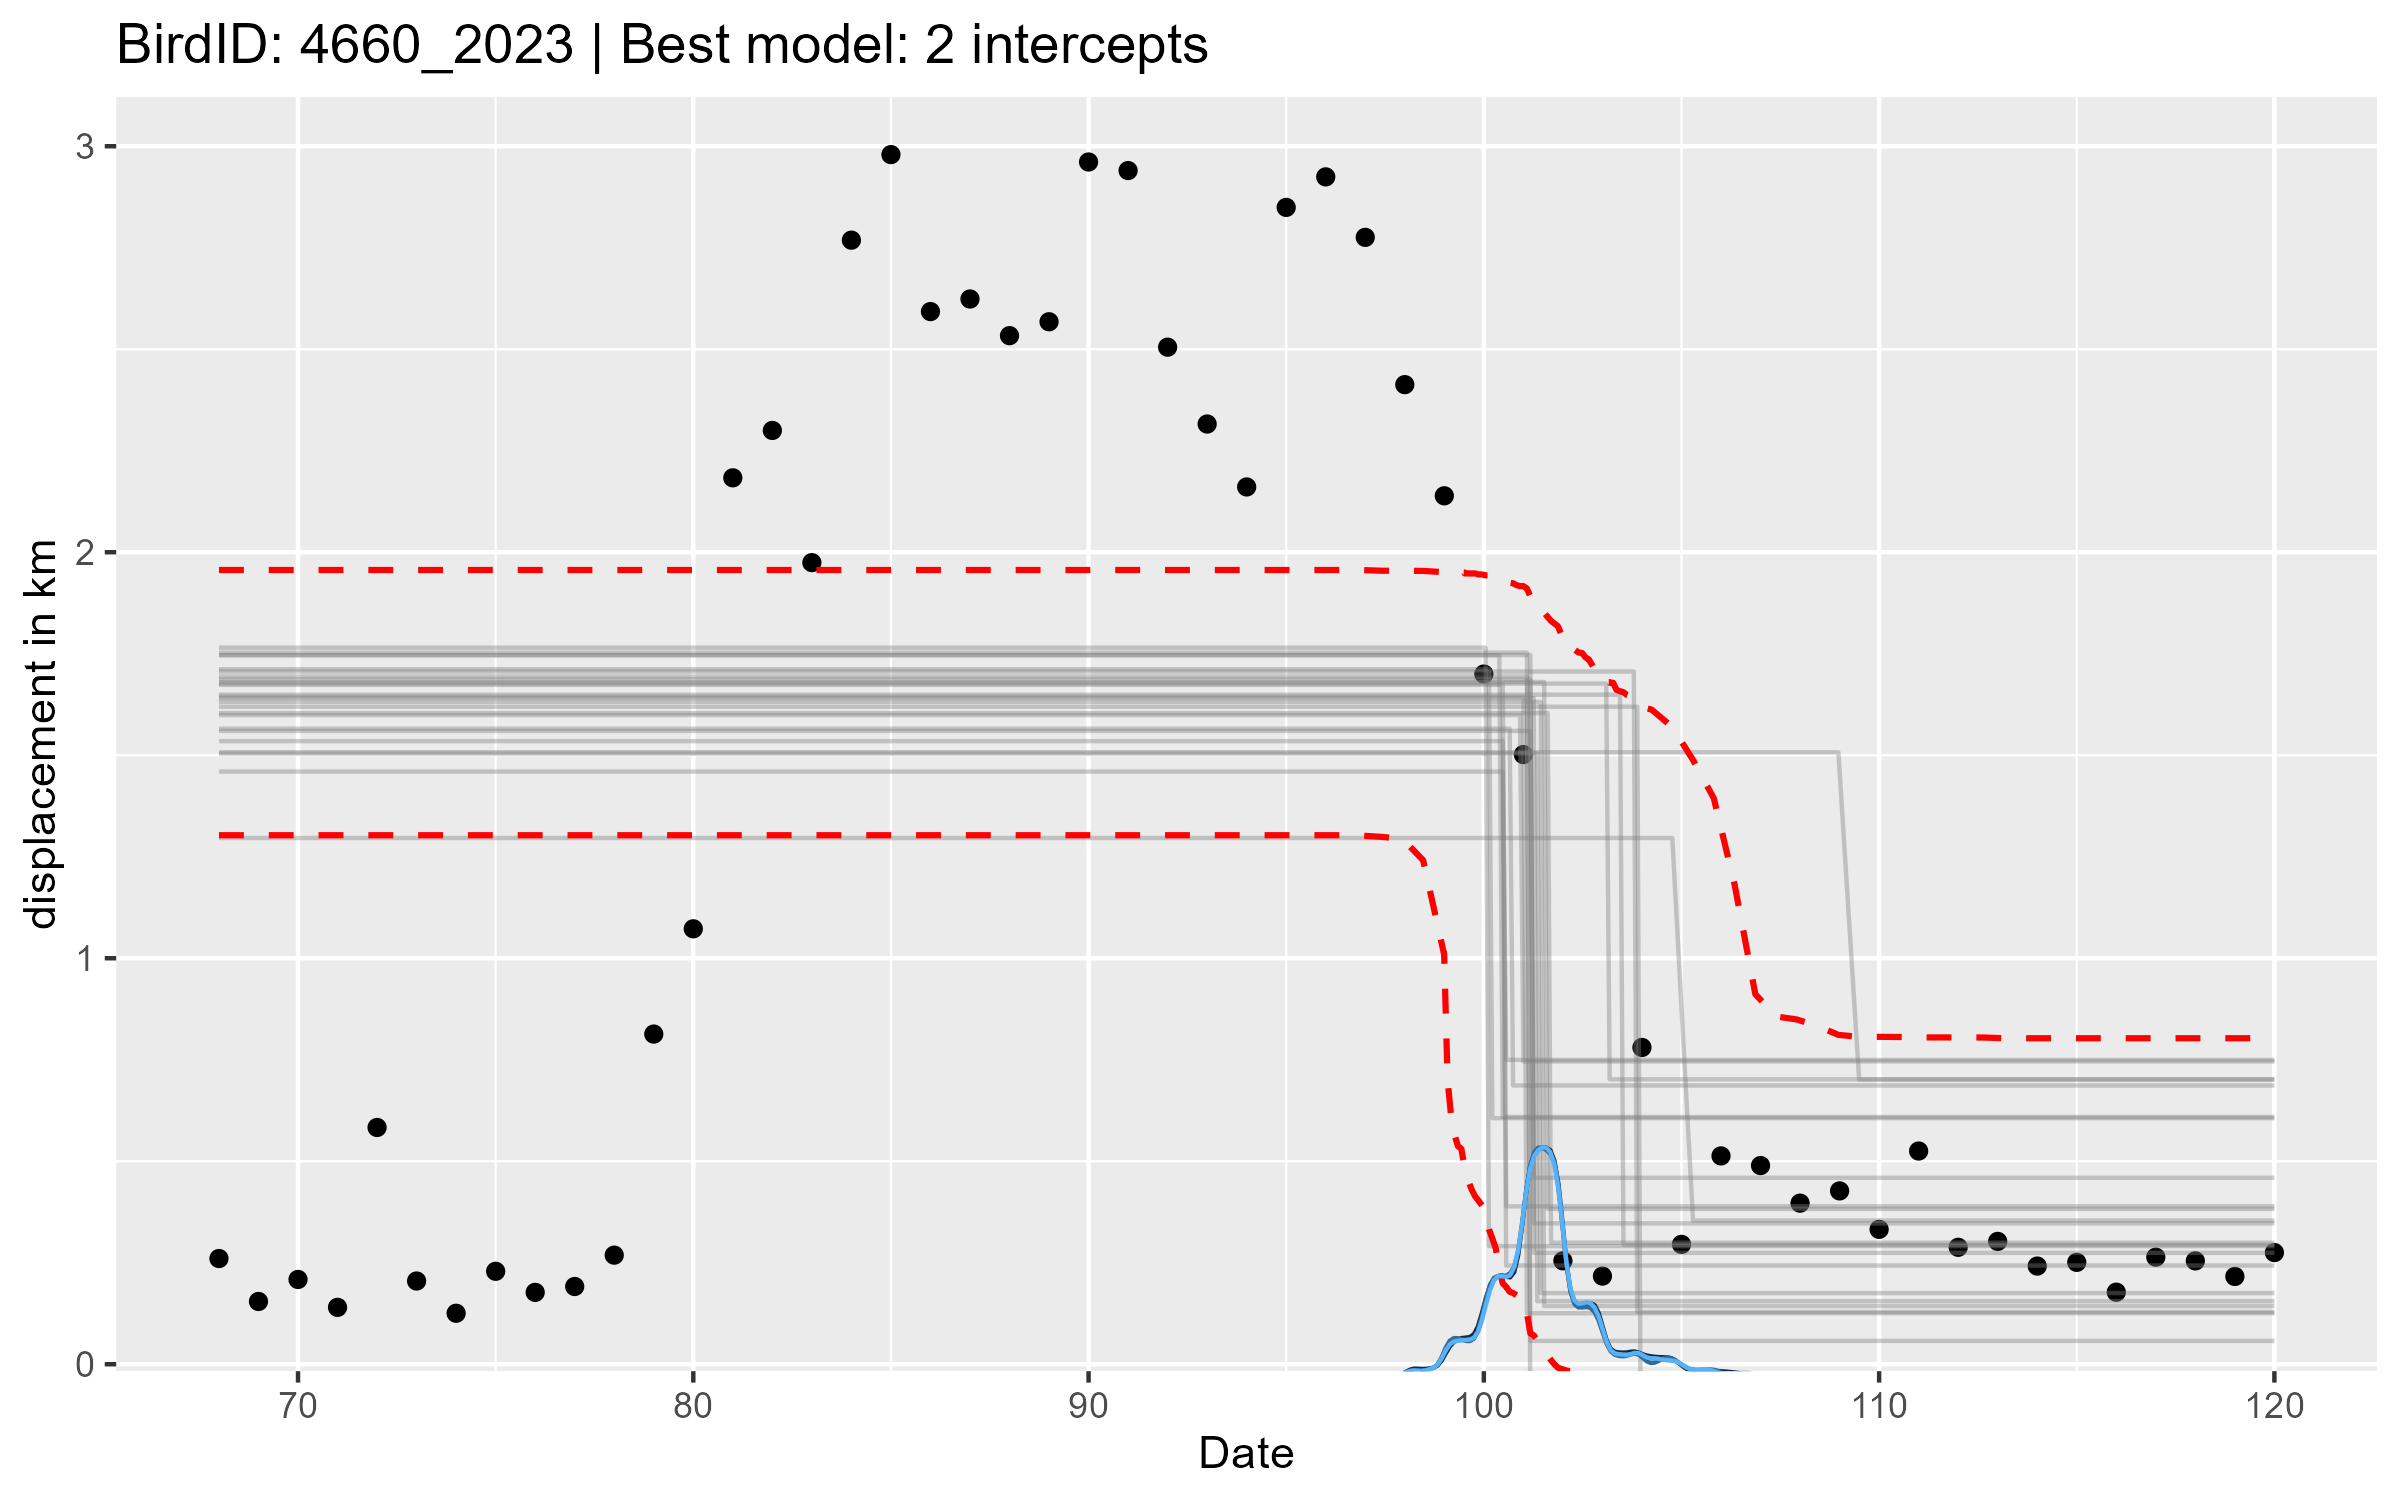 BirdID: 4660_2023 | Best model: 2 intercepts
3
2
1
0
displacement in km
70 80 90 100 110 120
Date